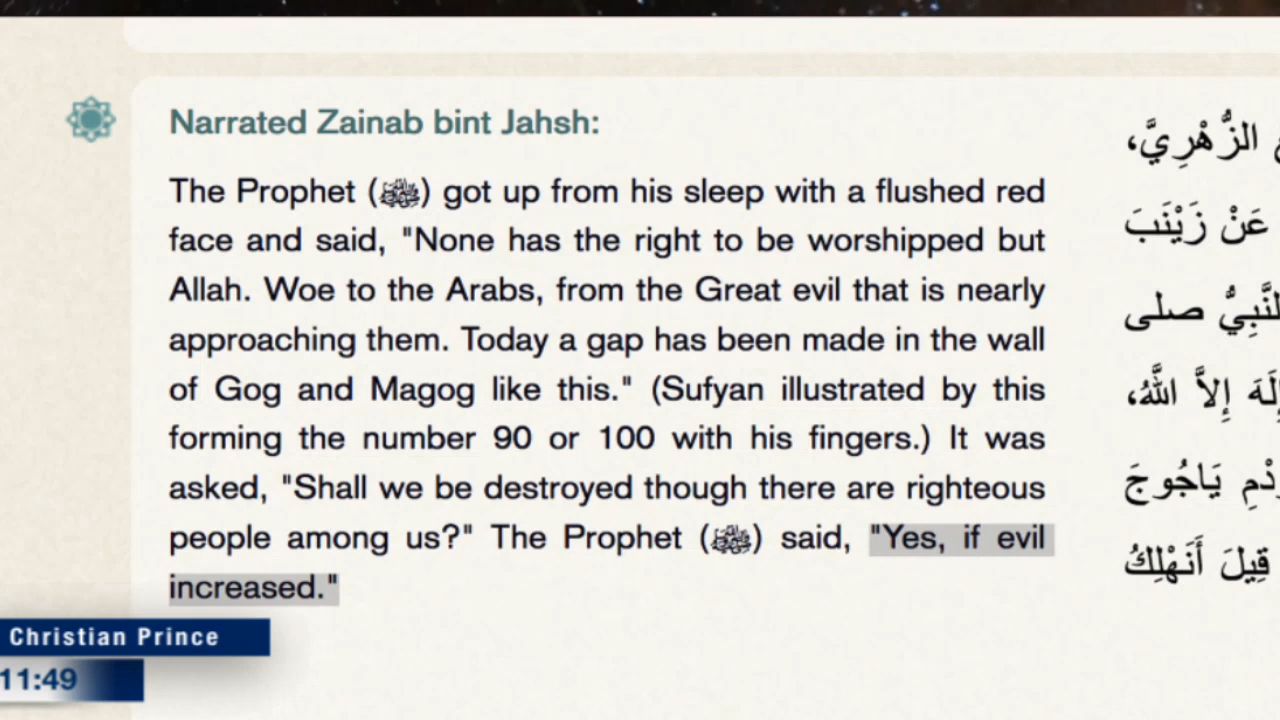 Narrated Zainab bint Jahsh:
The Prophet (ﷺ) got up from his sleep with a flushed red
face and said, "None has the right to be worshipped but
Allah. Woe to the Arabs, from the Great evil that is nearly
approaching them. Today a gap has been made in the wall
of Gog and Magog like this." (Sufyan illustrated by this
forming the number 90 or 100 with his fingers.) It was
asked, "Shall we be destroyed though there are righteous
people among us?" The Prophet (ﷺ) said, "Yes, if evil
increased."
الزُّهْرِيَّ،
عَنْ زَيْنَبَ
النَّبِيُّ صلى
إِلَهَ إِلاَّ اللَّهُ،
يَاجُوجَ
قِيلَ أَنَهْلِكُ
Christian Prince
11:49